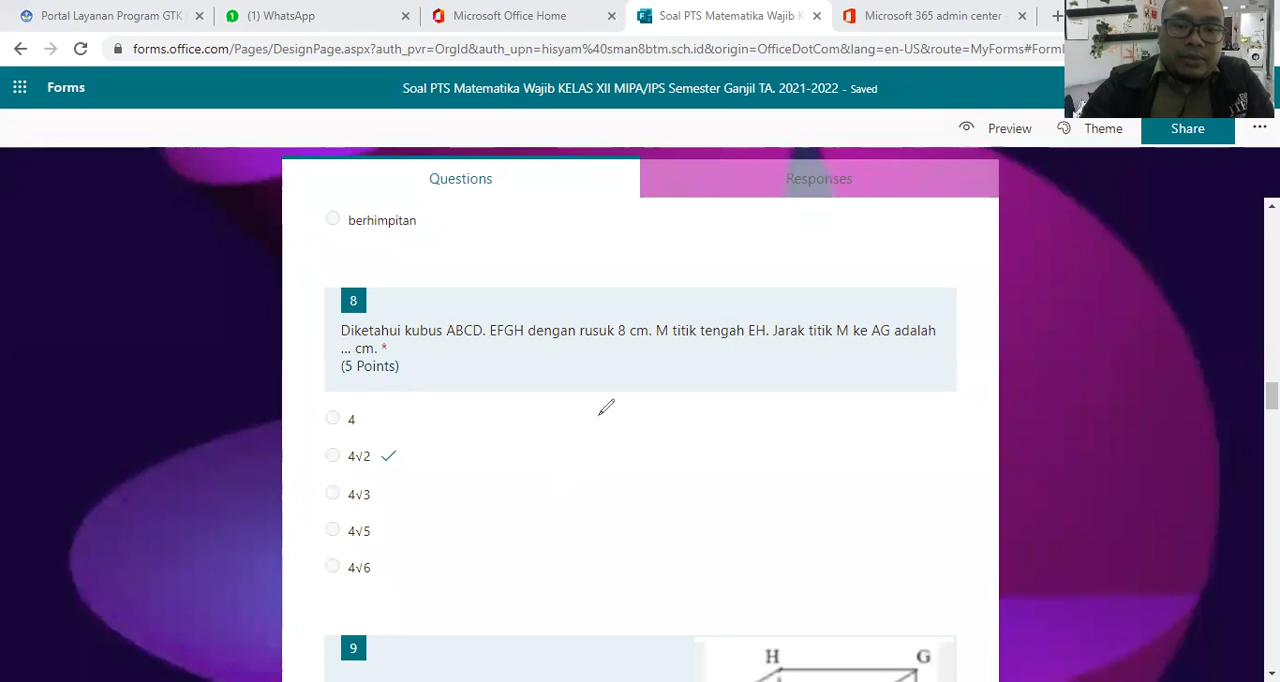 Portal Layanan Program GTK
(1) WhatsApp
Microsoft Office Home
Soal PTS Matematika Wajib K
Microsoft 365 admin center
forms.office.com/Pages/DesignPage.aspx?auth_pvr=OrgId&auth_upn=hisyam%40sman8btm.sch.id&origin=OfficeDotCom&lang=en-US&route=MyForms#FormI
Forms
Soal PTS Matematika Wajib KELAS XII MIPA/IPS Semester Ganjil TA. 2021-2022 - Saved
Preview
Theme
Share
Questions
Responses
berhimpitan
8
Diketahui kubus ABCD. EFGH dengan rusuk 8 cm. M titik tengah EH. Jarak titik M ke AG adalah
... cm. *
(5 Points)
4
4√2
4√3
4√5
4√6
9
H G